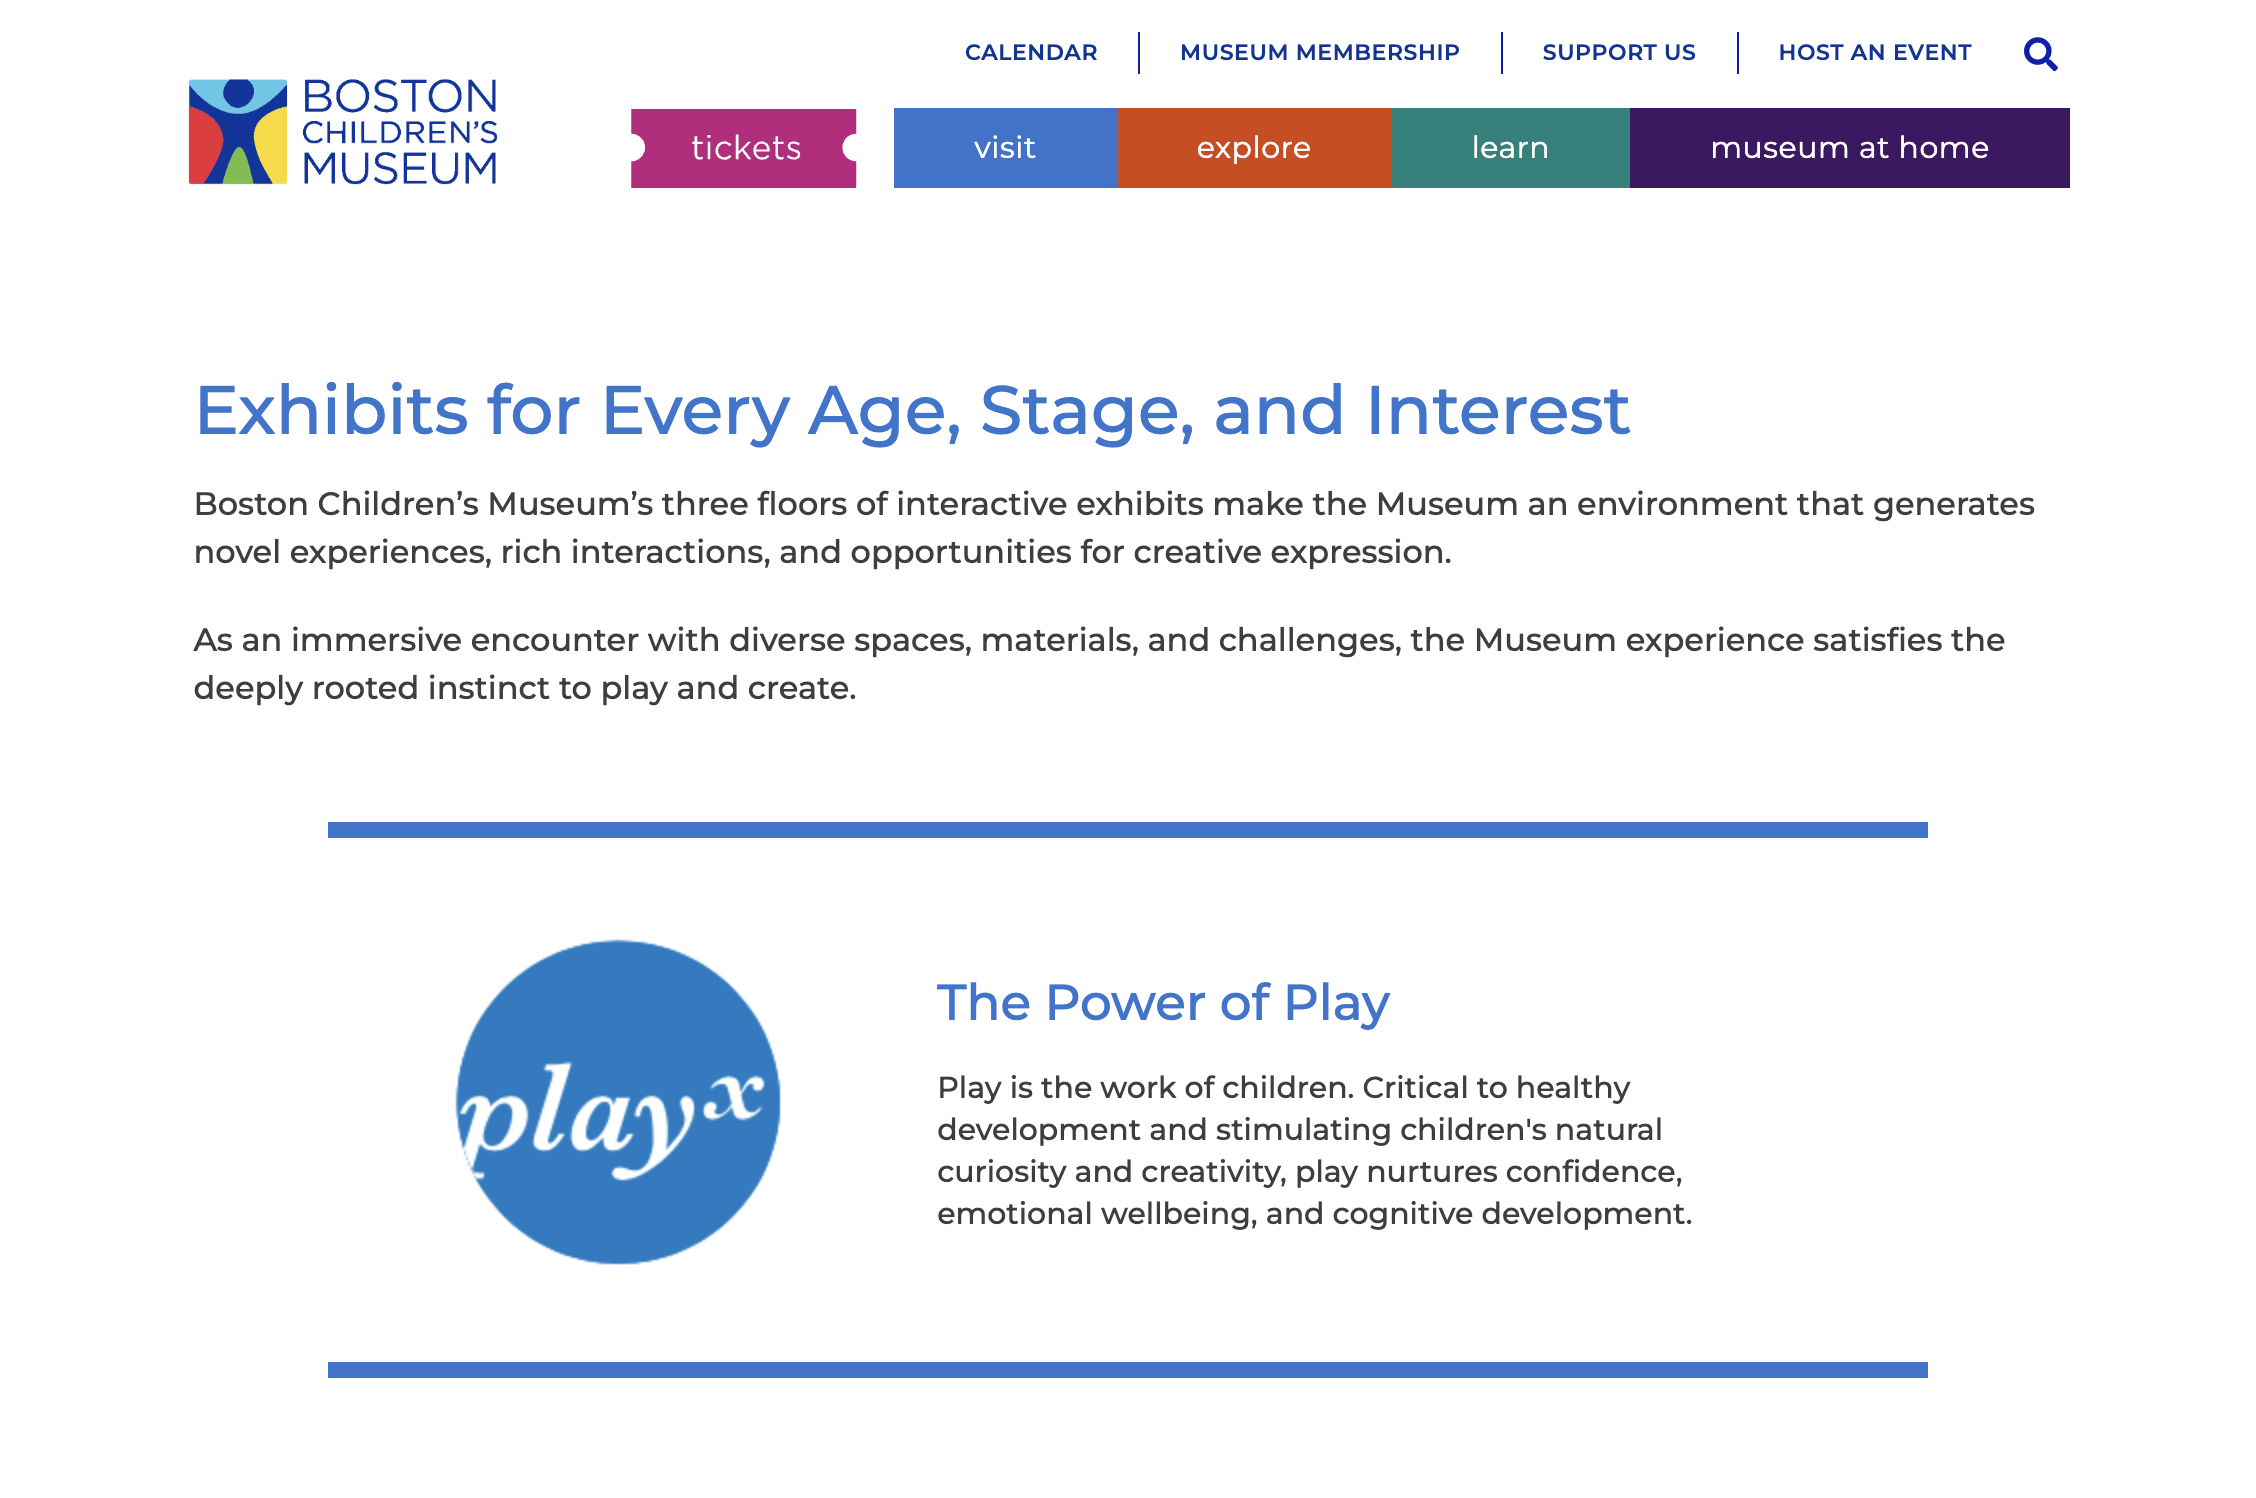 CALENDAR
MUSEUM MEMBERSHIP
SUPPORT US
HOST AN EVENT
BOSTON
CHILDREN'S
MUSEUM
tickets
visit
explore
learn
museum at home
Exhibits for Every Age, Stage, and Interest
Boston Children’s Museum’s three floors of interactive exhibits make the Museum an environment that generates
novel experiences, rich interactions, and opportunities for creative expression.
As an immersive encounter with diverse spaces, materials, and challenges, the Museum experience satisfies the
deeply rooted instinct to play and create.
playˣ
The Power of Play
Play is the work of children. Critical to healthy
development and stimulating children's natural
curiosity and creativity, play nurtures confidence,
emotional wellbeing, and cognitive development.